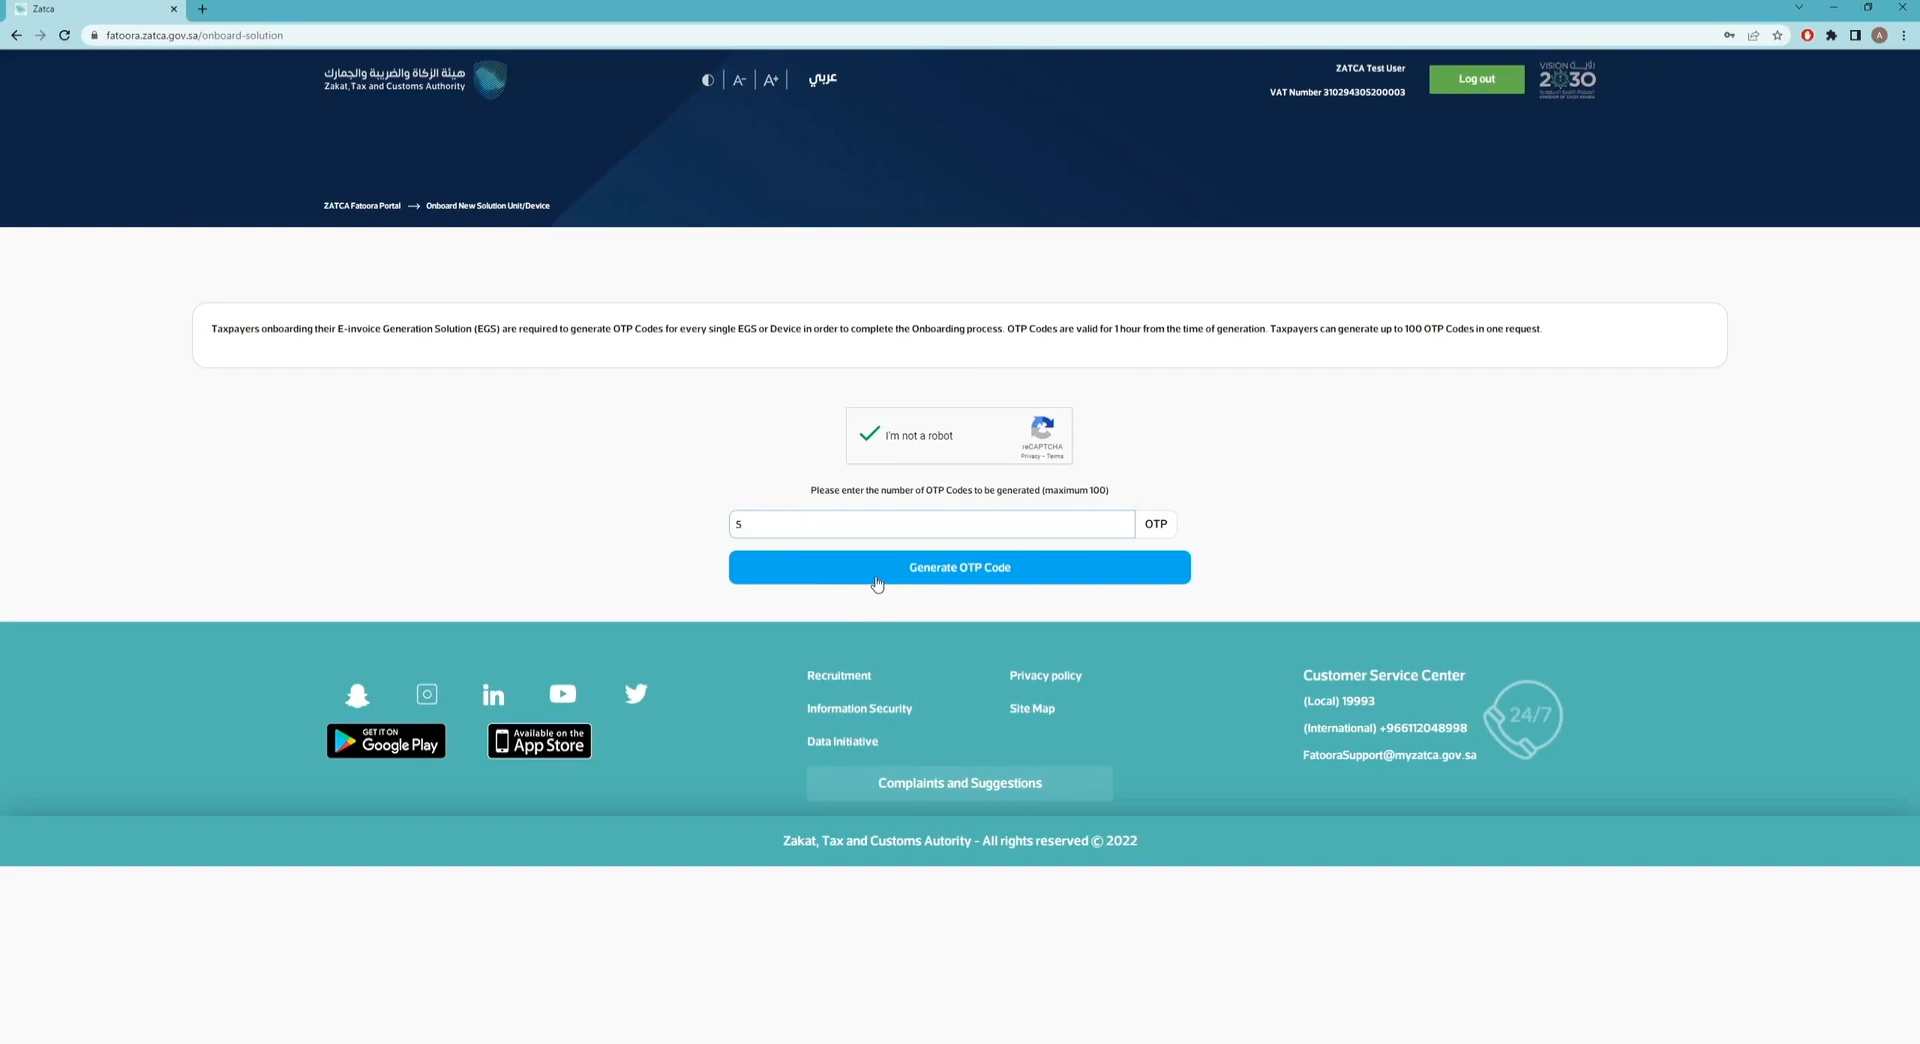 Zatca
fatoora.zatca.gov.sa/onboard-solution
A
هيئة الزكاة والضريبة والجمارك
Zakat, Tax and Customs Authority
A-
A+
عربي
ZATCA Test User
VAT Number 310294305200003
Log out
VISION رؤيـــة
2030
ZATCA Fatoora Portal
Onboard New Solution Unit/Device
Taxpayers onboarding their E-invoice Generation Solution (EGS) are required to generate OTP Codes for every single EGS or Device in order to complete the Onboarding process. OTP Codes are valid for 1 hour from the time of generation. Taxpayers can generate up to 100 OTP Codes in one request.
I'm not a robot
reCAPTCHA
Privacy - Terms
Please enter the number of OTP Codes to be generated (maximum 100)
5
OTP
Generate OTP Code
GET IT ON
Google Play
Available on the
App Store
Recruitment
Privacy policy
Information Security
Site Map
Data Initiative
Complaints and Suggestions
Customer Service Center
(Local) 19993
(International) +966112048998
FatooraSupport@myzatca.gov.sa
24/7
Zakat, Tax and Customs Autority - All rights reserved © 2022